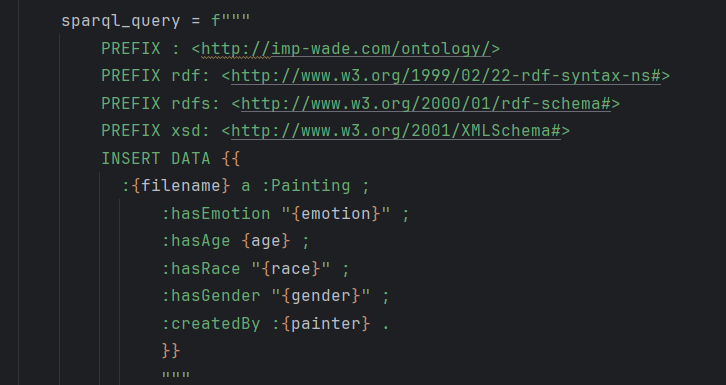 sparql_query = f"""
PREFIX : <http://imp-wade.com/ontology/>
PREFIX rdf: <http://www.w3.org/1999/02/22-rdf-syntax-ns#>
PREFIX rdfs: <http://www.w3.org/2000/01/rdf-schema#>
PREFIX xsd: <http://www.w3.org/2001/XMLSchema#>
INSERT DATA {{
:{filename} a :Painting ;
:hasEmotion "{emotion}" ;
:hasAge {age} ;
:hasRace "{race}" ;
:hasGender "{gender}" ;
:createdBy :{painter} .
}}
"""